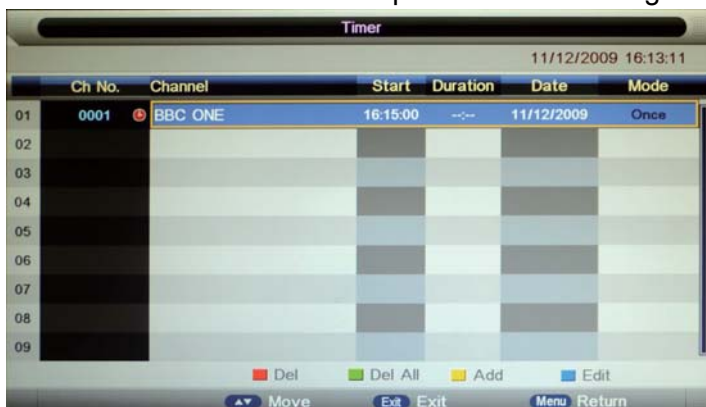 Timer
11/12/2009 16:13:11
Ch No. Channel Start Duration Date Mode
01 0001 BBC ONE 16:15:00 --:-- 11/12/2009 Once
02
03
04
05
06
07
08
09
Del Del All Add Edit
Move Exit Exit Menu Return